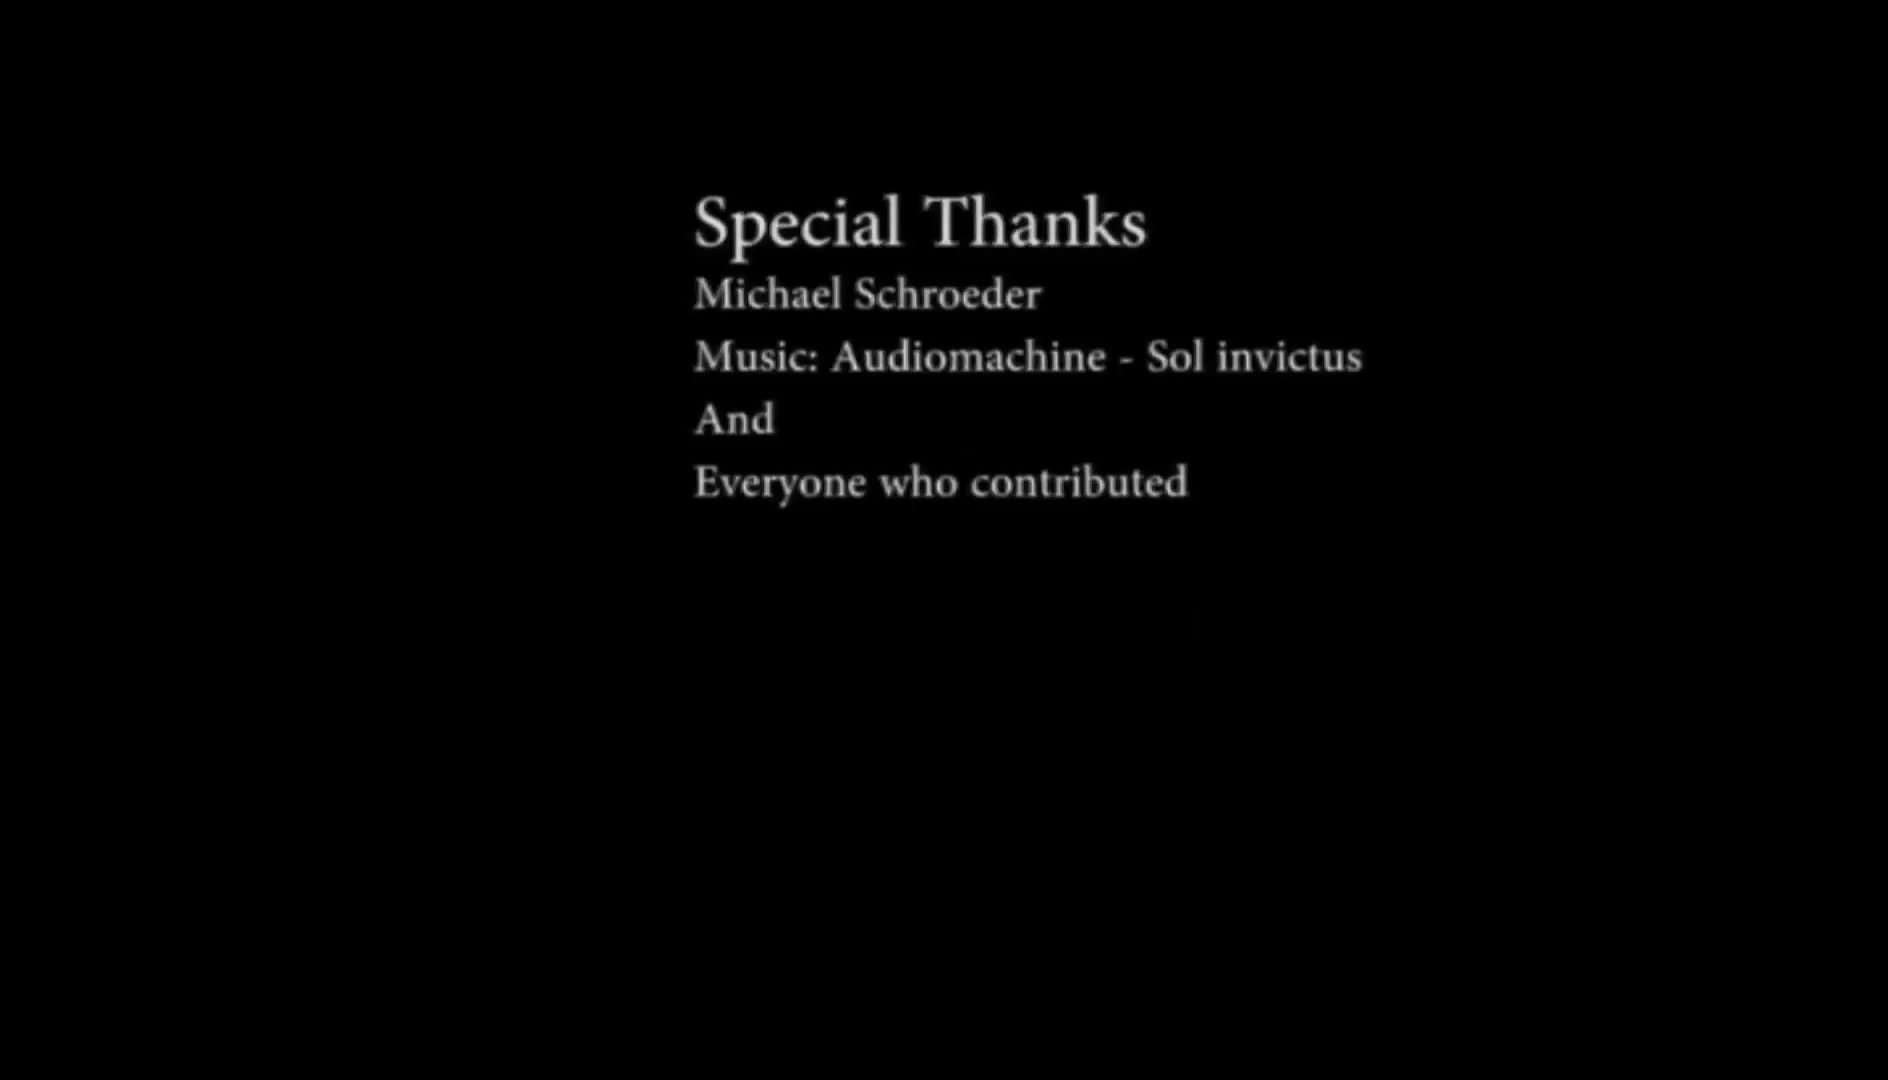 Special Thanks
Michael Schroeder
Music: Audiomachine - Sol invictus
And
Everyone who contributed